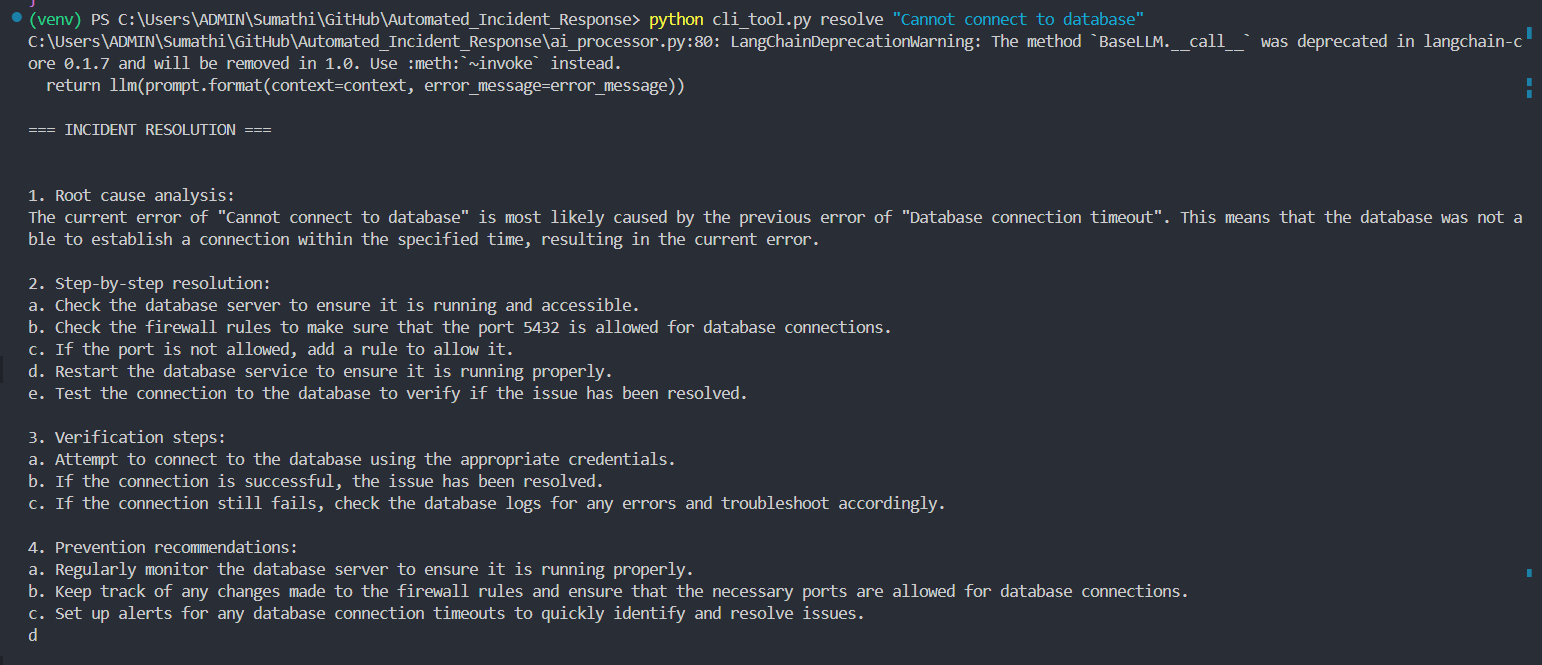 (venv) PS C:\Users\ADMIN\Sumathi\GitHub\Automated_Incident_Response> python cli_tool.py resolve "Cannot connect to database"
C:\Users\ADMIN\Sumathi\GitHub\Automated_Incident_Response\ai_processor.py:80: LangChainDeprecationWarning: The method `BaseLLM.__call__` was deprecated in langchain-c
ore 0.1.7 and will be removed in 1.0. Use :meth:`~invoke` instead.
  return llm(prompt.format(context=context, error_message=error_message))
=== INCIDENT RESOLUTION ===
1. Root cause analysis:
The current error of "Cannot connect to database" is most likely caused by the previous error of "Database connection timeout". This means that the database was not a
ble to establish a connection within the specified time, resulting in the current error.
2. Step-by-step resolution:
a. Check the database server to ensure it is running and accessible.
b. Check the firewall rules to make sure that the port 5432 is allowed for database connections.
c. If the port is not allowed, add a rule to allow it.
d. Restart the database service to ensure it is running properly.
e. Test the connection to the database to verify if the issue has been resolved.
3. Verification steps:
a. Attempt to connect to the database using the appropriate credentials.
b. If the connection is successful, the issue has been resolved.
c. If the connection still fails, check the database logs for any errors and troubleshoot accordingly.
4. Prevention recommendations:
a. Regularly monitor the database server to ensure it is running properly.
b. Keep track of any changes made to the firewall rules and ensure that the necessary ports are allowed for database connections.
c. Set up alerts for any database connection timeouts to quickly identify and resolve issues.
d